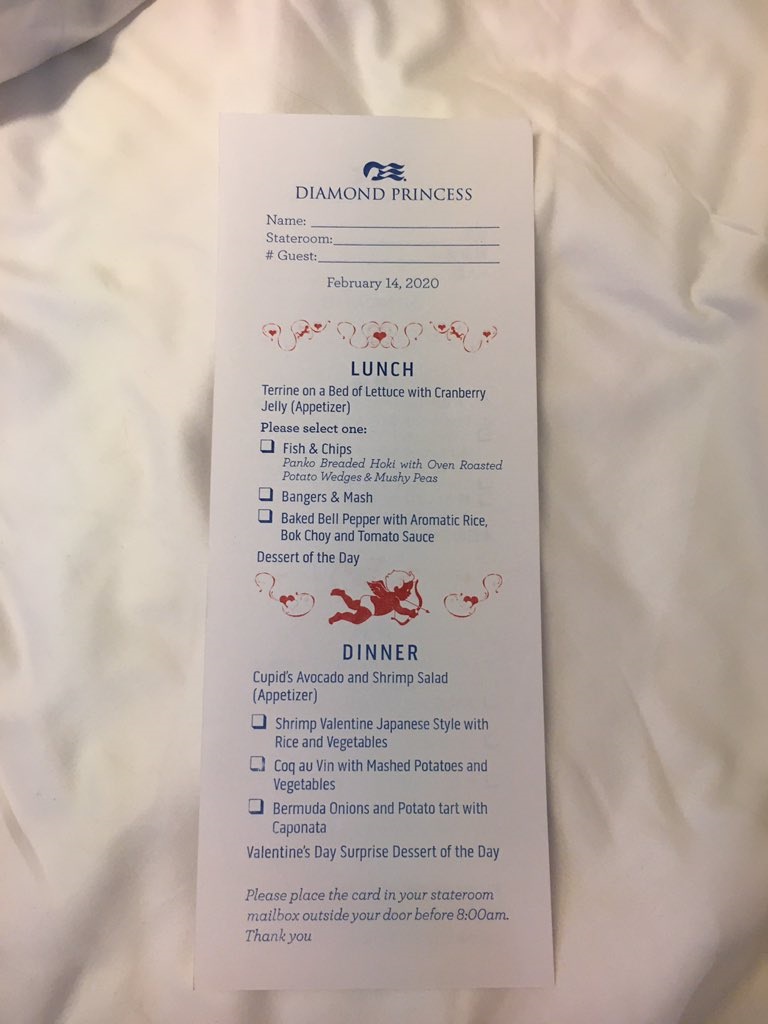 DIAMOND PRINCESS
Name:
Stateroom:
# Guest:
February 14, 2020
LUNCH
Terrine on a Bed of Lettuce with Cranberry
Jelly (Appetizer)
Please select one:
Fish & Chips
Panko Breaded Hoki with Oven Roasted
Potato Wedges & Mushy Peas
Bangers & Mash
Baked Bell Pepper with Aromatic Rice,
Bok Choy and Tomato Sauce
Dessert of the Day
DINNER
Cupid's Avocado and Shrimp Salad
(Appetizer)
Shrimp Valentine Japanese Style with
Rice and Vegetables
Coq au Vin with Mashed Potatoes and
Vegetables
Bermuda Onions and Potato tart with
Caponata
Valentine's Day Surprise Dessert of the Day
Please place the card in your stateroom
mailbox outside your door before 8:00am.
Thank you